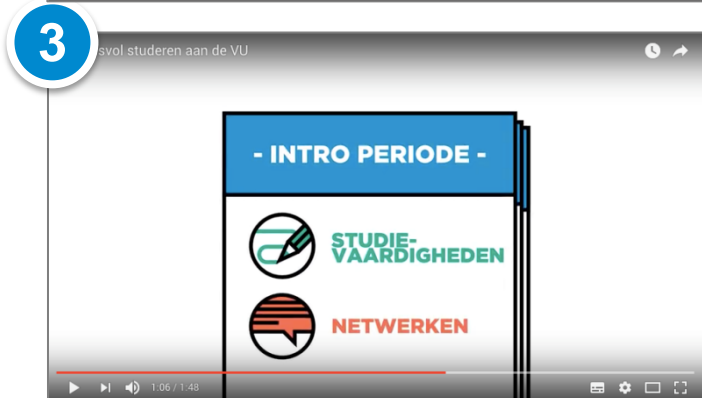 3
svol studeren aan de VU
- INTRO PERIODE -
STUDIE-
VAARDIGHEDEN
NETWERKEN
1:06 / 1:48